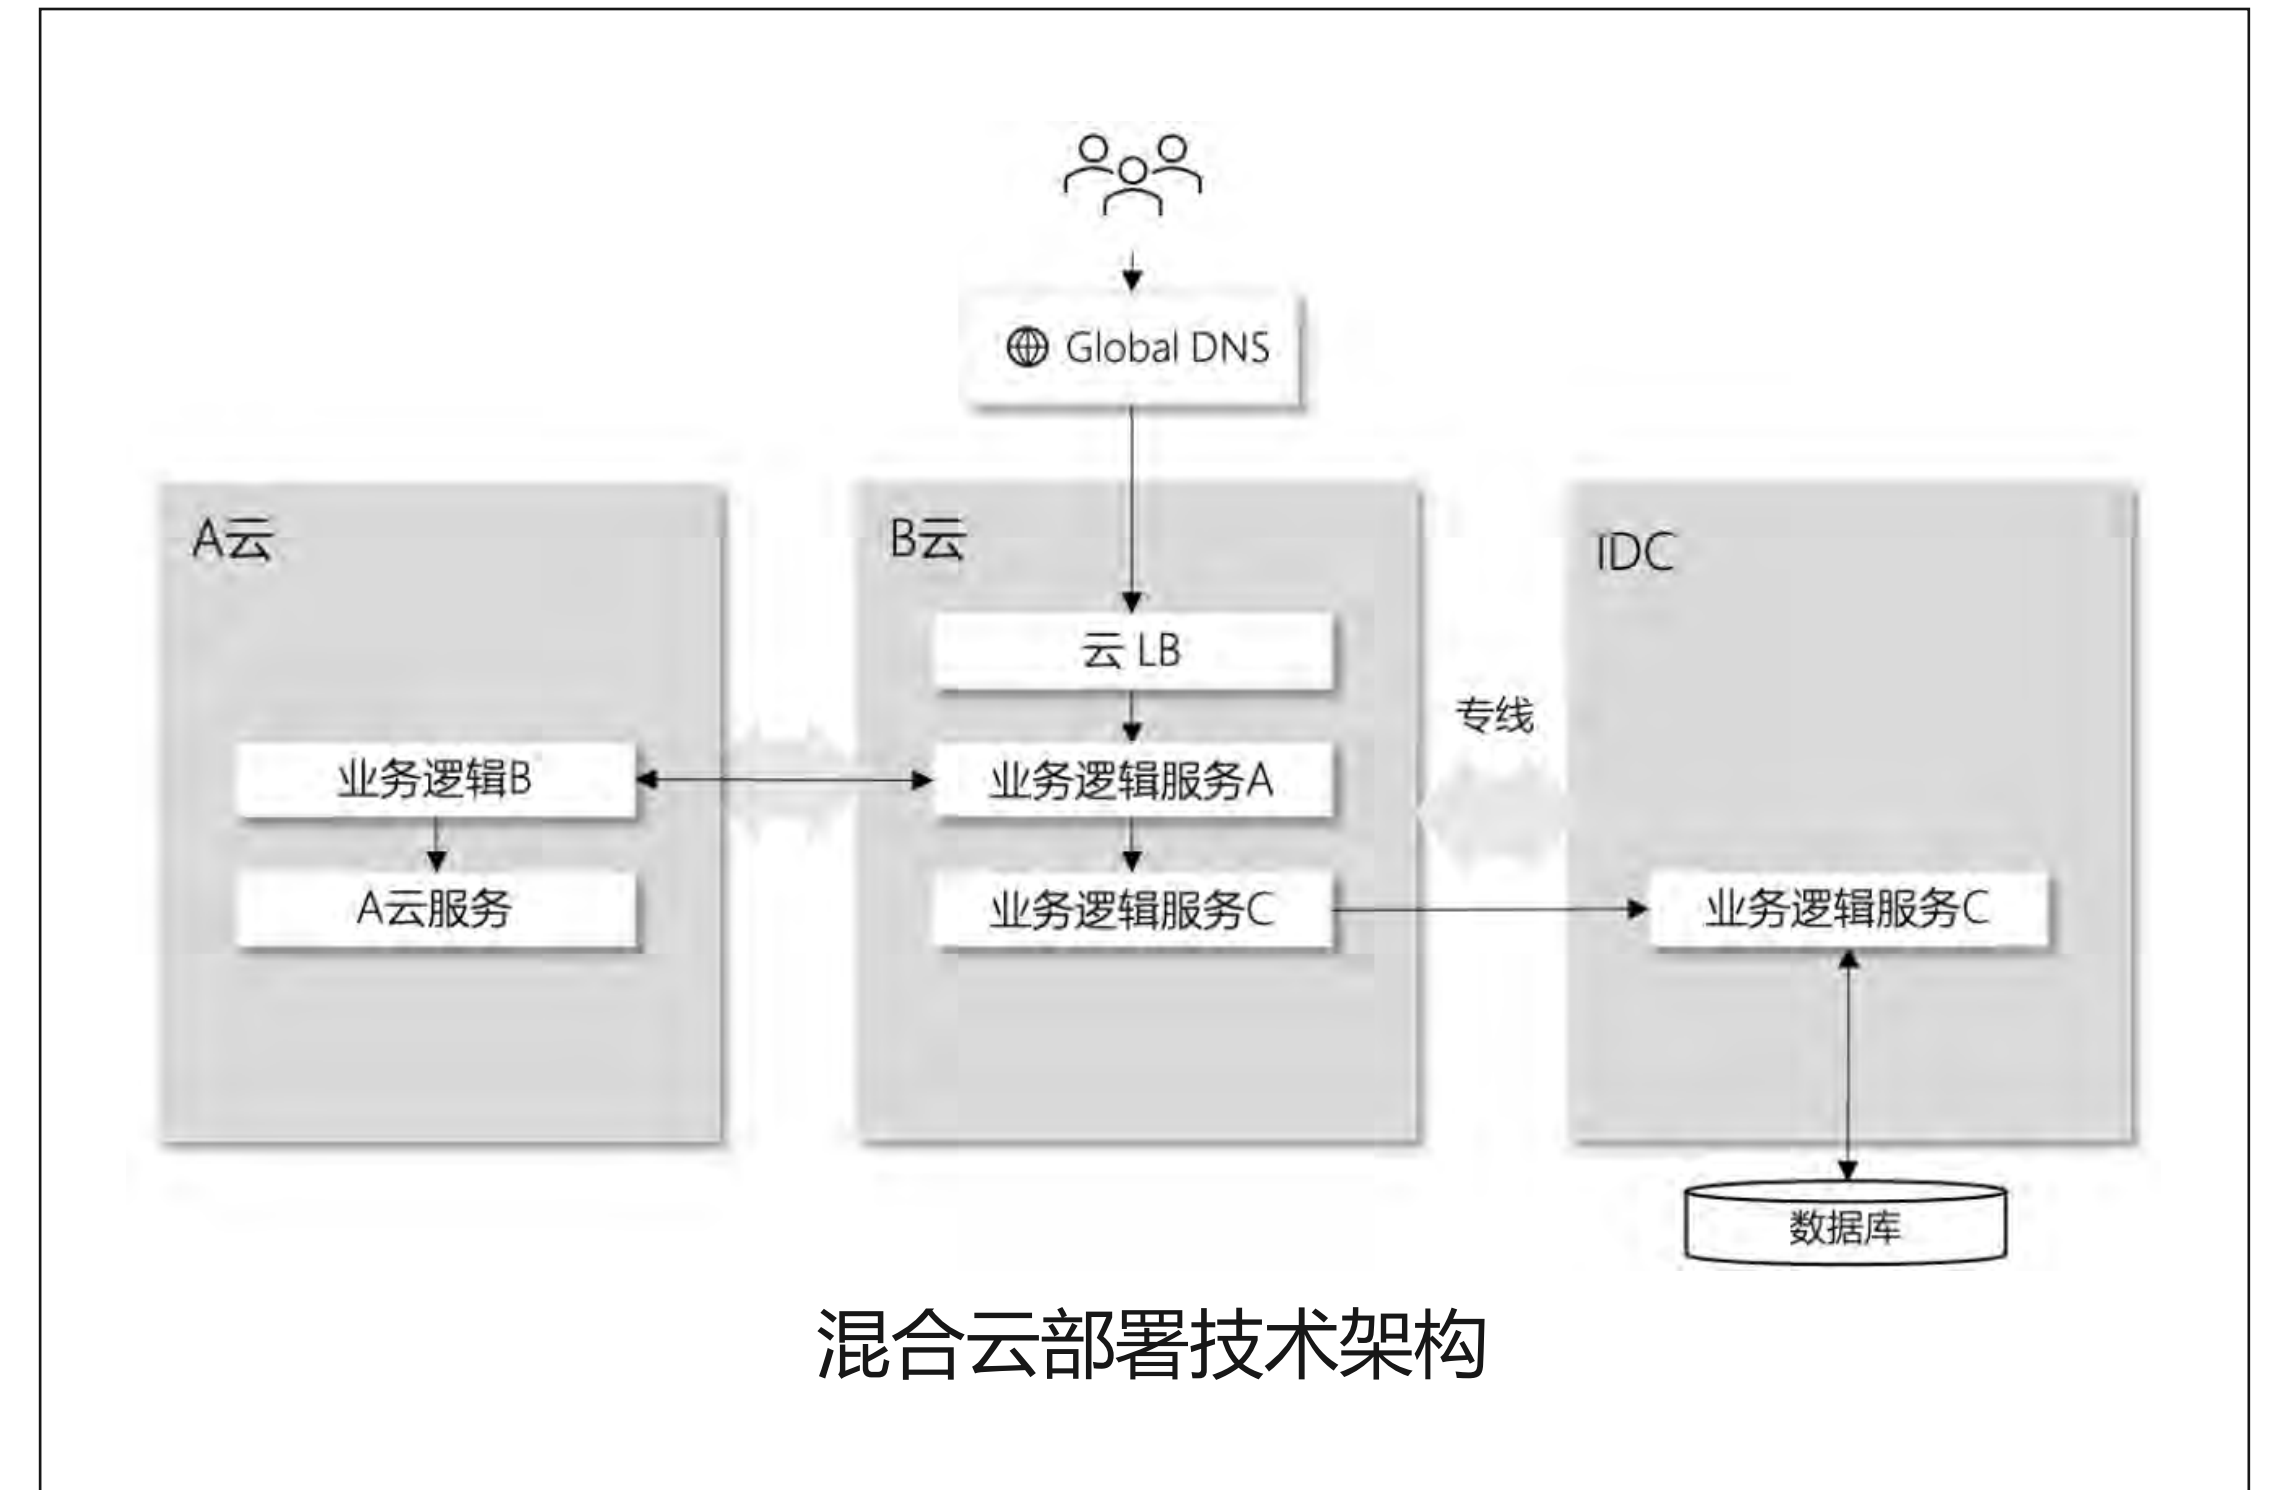 Global DNS
A云
B云
IDC
云 LB
专线
业务逻辑B
业务逻辑服务A
A云服务
业务逻辑服务C
业务逻辑服务C
数据库
混合云部署技术架构